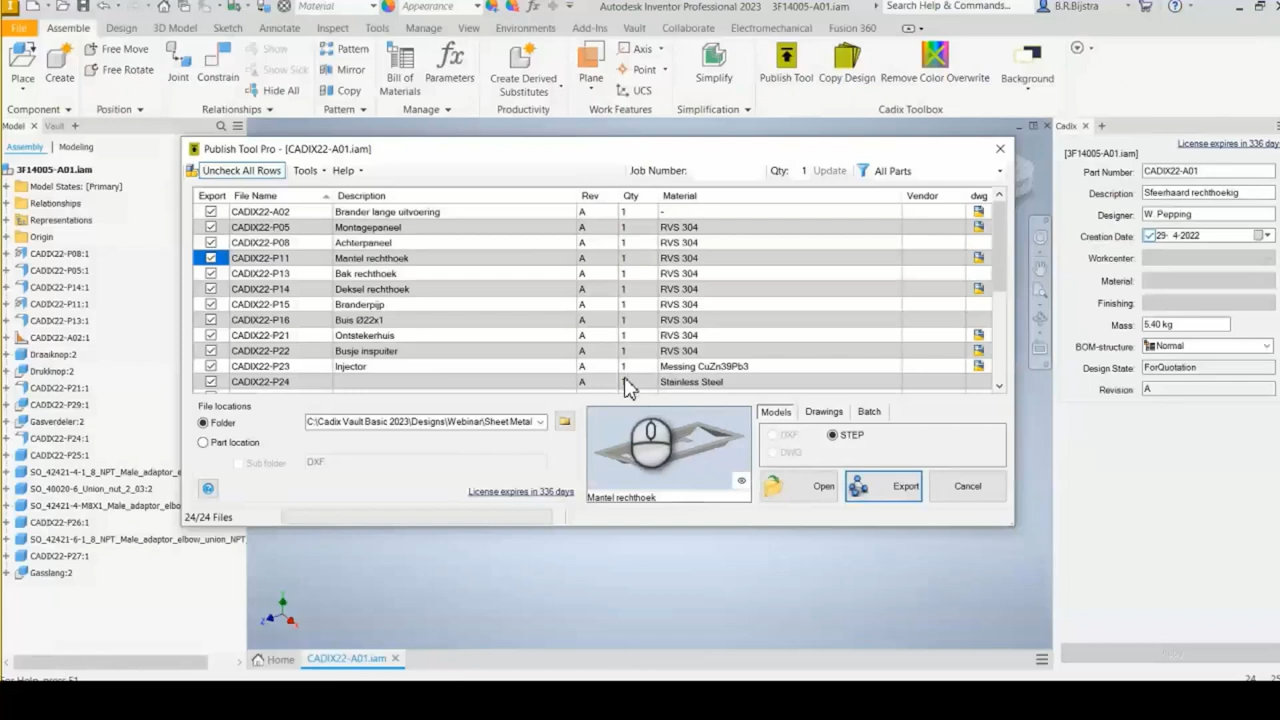 Material
Appearance
Autodesk Inventor Professional 2023 3F14005-A01.iam
Search Help & Commands...
B.R.Bijstra
File Assemble Design 3D Model Sketch Annotate Inspect Tools Manage View Environments Add-Ins Vault Collaborate Electromechanical Fusion 360
Place Create
Free Move
Free Rotate
Joint Constrain
Show
Show Sick
Hide All
Pattern
Mirror
Copy
Bill of
Materials
Parameters
Create Derived
Substitutes
Plane
Axis
Point
UCS
Simplify
Publish Tool Copy Design Remove Color Overwrite Background
Component Position Relationships Pattern Manage Productivity Work Features Simplification Cadix Toolbox
Model Vault
Assembly Modeling
3F14005-A01.iam
Model States: [Primary]
Relationships
Representations
Origin
CADIX22-P08:1
CADIX22-P05:1
CADIX22-P14:1
CADIX22-P11:1
CADIX22-P13:1
CADIX22-A02:1
Draaiknop:2
Drukknop:2
CADIX22-P21:1
CADIX22-P29:1
Gasverdeler:2
CADIX22-P24:1
CADIX22-P25:1
SO_42421-4-1_8_NPT_Male_adaptor_e
SO_40020-6_Union_nut_2_03:2
SO_42421-4-M8X1_Male_adaptor_elbow
CADIX22-P26:1
SO_42421-6-1_8_NPT_Male_adaptor_elbow_union_NPT_
CADIX22-P27:1
Gasslang:2
Publish Tool Pro - [CADIX22-A01.iam]
Uncheck All Rows Tools Help Job Number: Qty: 1 Update All Parts
Export File Name Description Rev Qty Material Vendor dwg
CADIX22-A02 Brander lange uitvoering A 1 -
CADIX22-P05 Montagepaneel A 1 RVS 304
CADIX22-P08 Achterpaneel A 1 RVS 304
CADIX22-P11 Mantel rechthoek A 1 RVS 304
CADIX22-P13 Bak rechthoek A 1 RVS 304
CADIX22-P14 Deksel rechthoek A 1 RVS 304
CADIX22-P15 Branderpijp A 1 RVS 304
CADIX22-P16 Buis Ø22x1 A 1 RVS 304
CADIX22-P21 Ontstekerhuis A 1 RVS 304
CADIX22-P22 Busje inspuiter A 1 RVS 304
CADIX22-P23 Injector A 1 Messing CuZn39Pb3
CADIX22-P24 A Stainless Steel
File locations
Folder C:\Cadix Vault Basic 2023\Designs\Webinar\Sheet Metal
Part location
Sub folder DXF
License expires in 336 days
24/24 Files
Mantel rechthoek
Models Drawings Batch
DXF STEP
DWG
Open Export Cancel
Cadix
License expires in 336 day
[3F14005-A01.iam]
Part Number: CADIX22-A01
Description: Sfeerhaard rechthoekig
Designer: W. Pepping
Creation Date: 29- 4-2022
Workcenter:
Material:
Finishing:
Mass: 5.40 kg
BOM-structure: Normal
Design State: ForQuotation
Revision: A
Home CADIX22-A01.iam